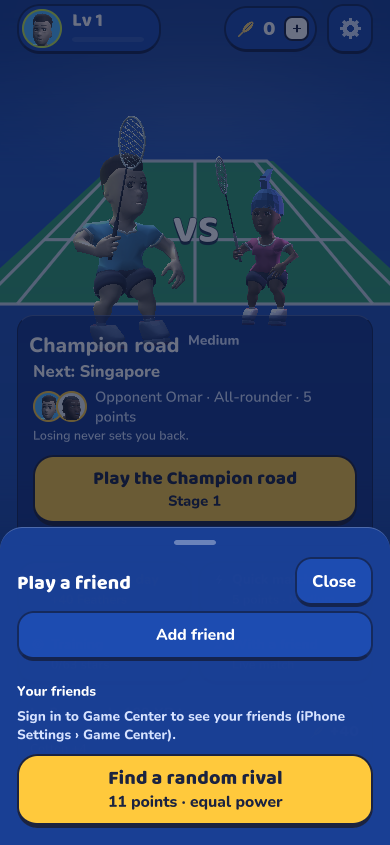 Lv 1
0
+
VS
Champion road Medium
Next: Singapore
Opponent Omar · All-rounder · 5
points
Losing never sets you back.
Play the Champion road
Stage 1
Play a friend
Close
Add friend
Your friends
Sign in to Game Center to see your friends (iPhone
Settings › Game Center).
Find a random rival
11 points · equal power